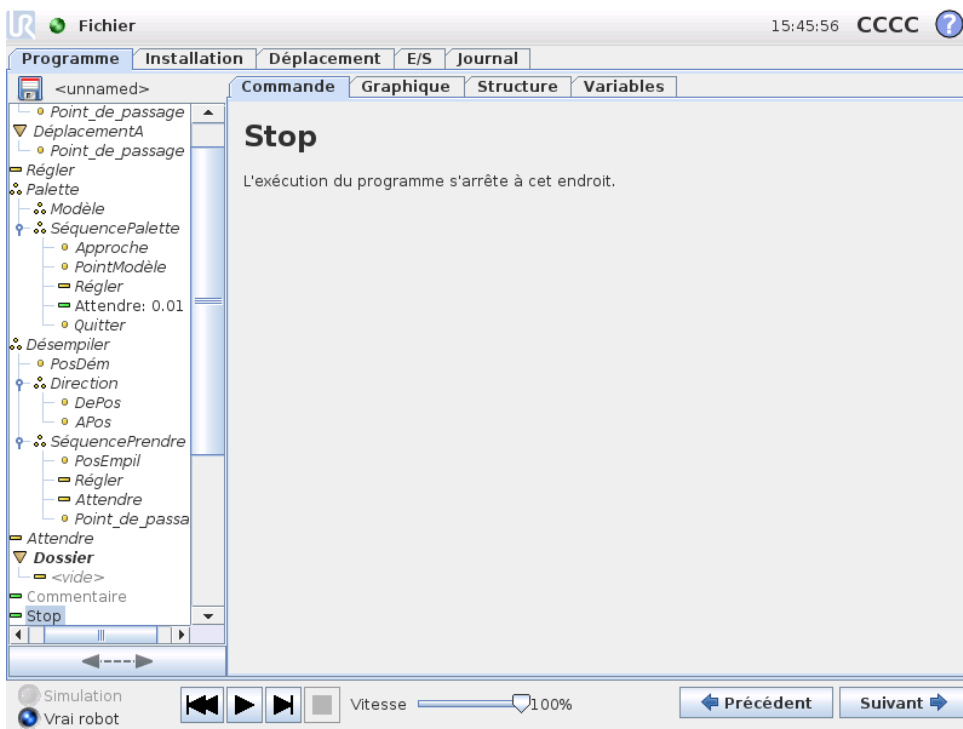 UR Fichier 15:45:56 CCCC ?
Programme Installation Déplacement E/S Journal
<unnamed>
Commande Graphique Structure Variables
Point_de_passage
DéplacementA
Point_de_passage
Régler
Palette
Modèle
SéquencePalette
Approche
PointModèle
Régler
Attendre: 0.01
Quitter
Désempiler
PosDém
Direction
DePos
APos
SéquencePrendre
PosEmpil
Régler
Attendre
Point_de_passa
Attendre
Dossier
<vide>
Commentaire
Stop
Stop
L'exécution du programme s'arrête à cet endroit.
Simulation
Vrai robot
Vitesse 100%
Précédent Suivant